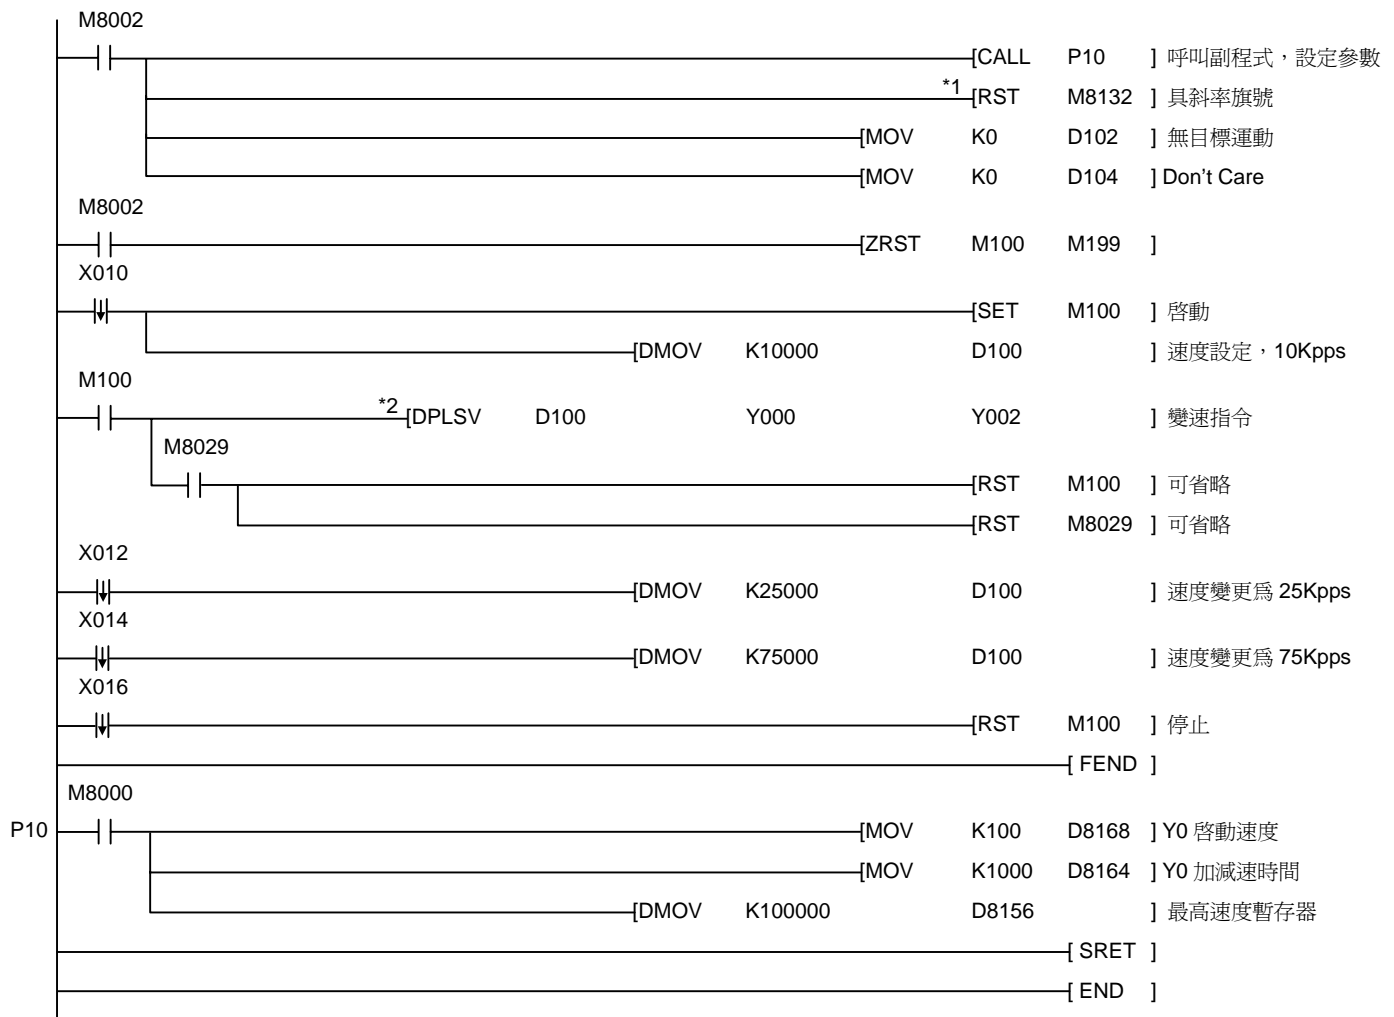 M8002
[CALL P10 ] 呼叫副程式，設定參數
*1 [RST M8132 ] 具斜率旗號
[MOV K0 D102 ] 無目標運動
[MOV K0 D104 ] Don't Care
M8002
[ZRST M100 M199 ]
X010
[SET M100 ] 啓動
[DMOV K10000 D100 ] 速度設定，10Kpps
M100
*2 [DPLSV D100 Y000 Y002 ] 變速指令
M8029
[RST M100 ] 可省略
[RST M8029 ] 可省略
X012
[DMOV K25000 D100 ] 速度變更爲 25Kpps
X014
[DMOV K75000 D100 ] 速度變更爲 75Kpps
X016
[RST M100 ] 停止
[ FEND ]
M8000
P10 [MOV K100 D8168 ] Y0 啓動速度
[MOV K1000 D8164 ] Y0 加減速時間
[DMOV K100000 D8156 ] 最高速度暫存器
[ SRET ]
[ END ]